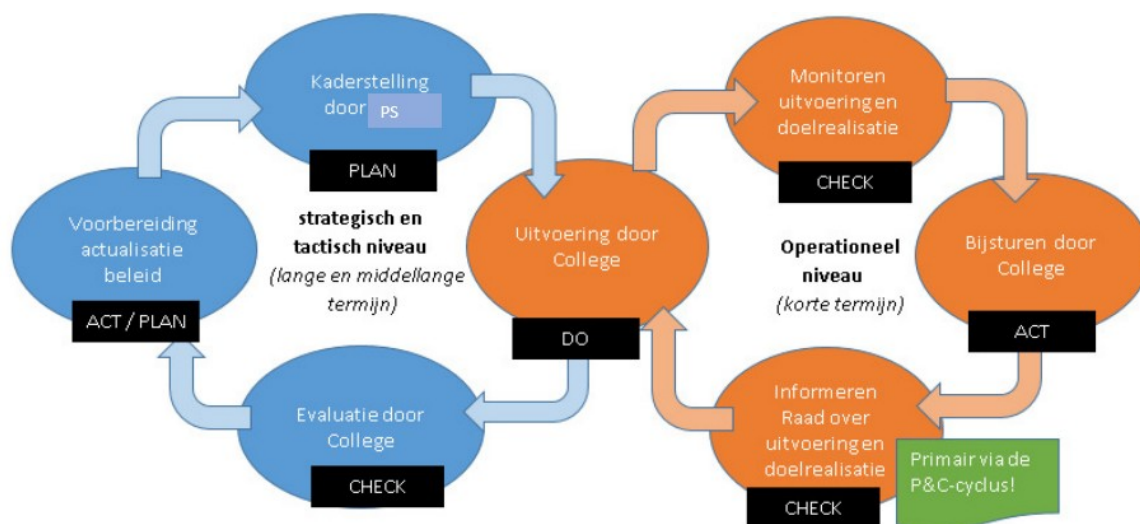 Kaderstelling
door PS
PLAN
Monitoren
uitvoering en
doelrealisatie
CHECK
Voorbereiding
actualisatie
beleid
ACT / PLAN
strategisch en
tactisch niveau
(lange en middellange
termijn)
Uitvoering door
College
DO
Operationeel
niveau
(korte termijn)
Bijsturen door
College
ACT
Evaluatie door
College
CHECK
Informeren
Raad over
uitvoering en
doelrealisatie
CHECK
Primair via de
P&C-cyclus!